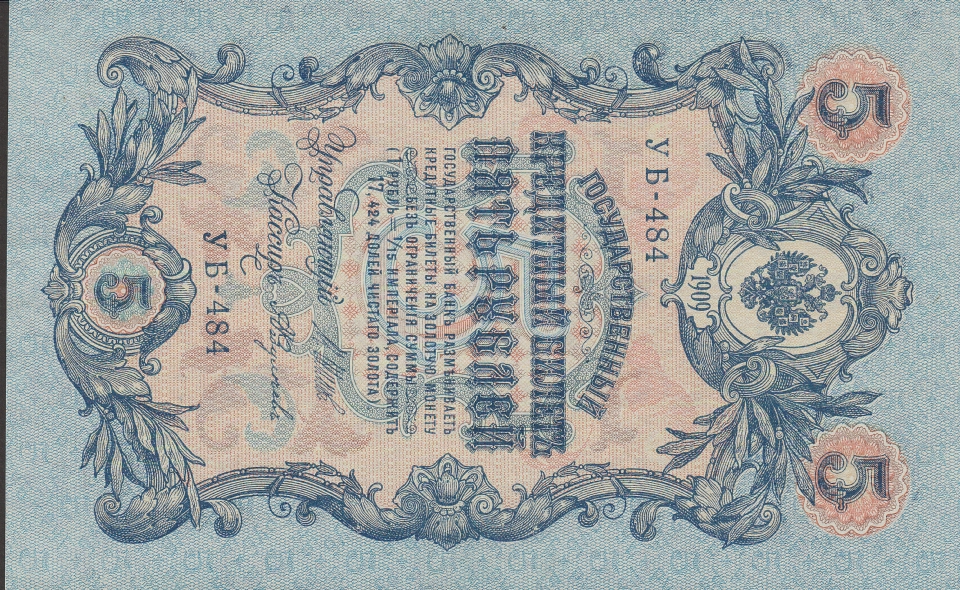 5 5
1909
УБ-484
ГОСУДАРСТВЕННЫЙ
КРЕДИТНЫЙ БИЛЕТЪ
ПЯТЬ РУБЛЕЙ
ГОСУДАРСТВЕННЫЙ БАНКЪ РАЗМѢНИВАЕТЪ
КРЕДИТНЫЕ БИЛЕТЫ НА ЗОЛОТУЮ МОНЕТУ
БЕЗЪ ОГРАНИЧЕНІЯ СУММЫ
(1 РУБЛЬ = 1/15 ИМПЕРІАЛА, СОДЕРЖИТЪ
17,424 ДОЛЕЙ ЧИСТАГО ЗОЛОТА)
Управляющій
Кассиръ
УБ-484
5